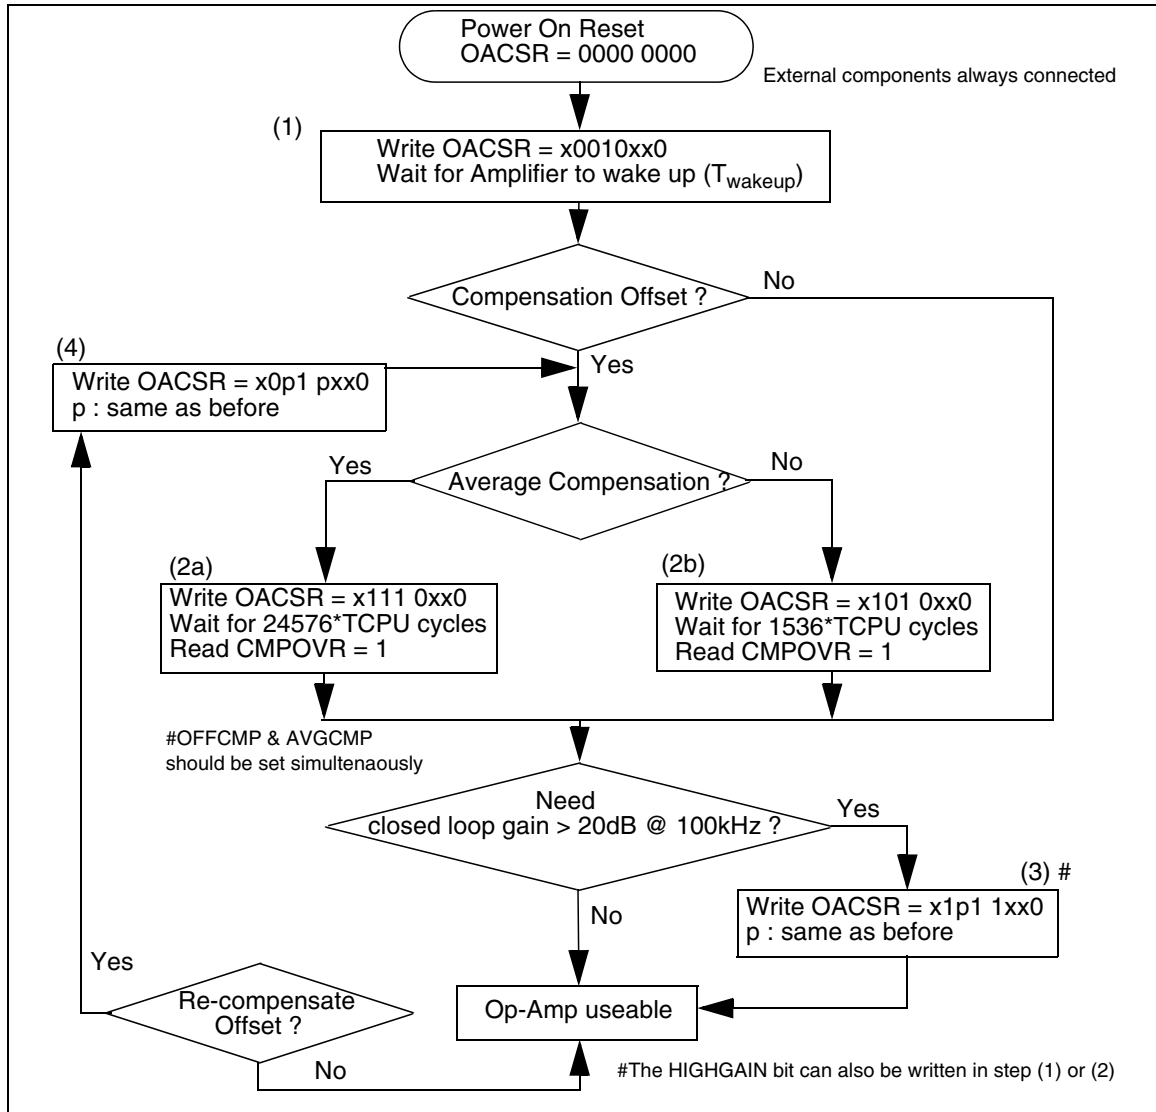 Power On Reset
OACSR = 0000 0000
External components always connected
(1)
Write OACSR = x0010xx0
Wait for Amplifier to wake up (Twakeup)
Compensation Offset ?
No
Yes
(4)
Write OACSR = x0p1 pxx0
p : same as before
Yes
Average Compensation ?
No
(2a)
Write OACSR = x111 0xx0
Wait for 24576*TCPU cycles
Read CMPOVR = 1
(2b)
Write OACSR = x101 0xx0
Wait for 1536*TCPU cycles
Read CMPOVR = 1
#OFFCMP & AVGCMP
should be set simultenaously
Need
closed loop gain > 20dB @ 100kHz ?
Yes
No
(3) #
Write OACSR = x1p1 1xx0
p : same as before
Yes
Re-compensate
Offset ?
No
Op-Amp useable
#The HIGHGAIN bit can also be written in step (1) or (2)